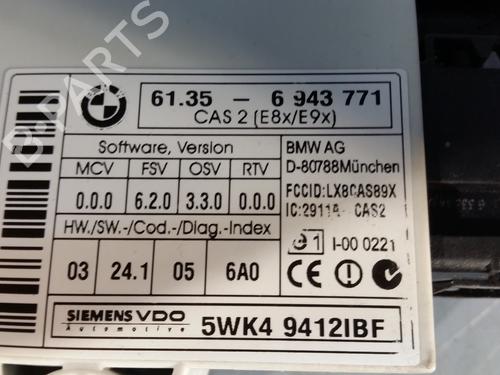 B-PARTS
BMW
61.35 - 6 943 771
CAS 2 (E8x/E9x)
Software, Version
MCV FSV OSV RTV
0.0.0 6.2.0 3.3.0 0.0.0
HW./SW.-/Cod.-/Diag.-Index
03 24.1 05 6A0
BMW AG
D-80788München
FCCID:LX8CAS89X
IC:2911A- CAS2
e1 I-00 0221
CE
SIEMENS VDO
Automotive
5WK4 9412IBF